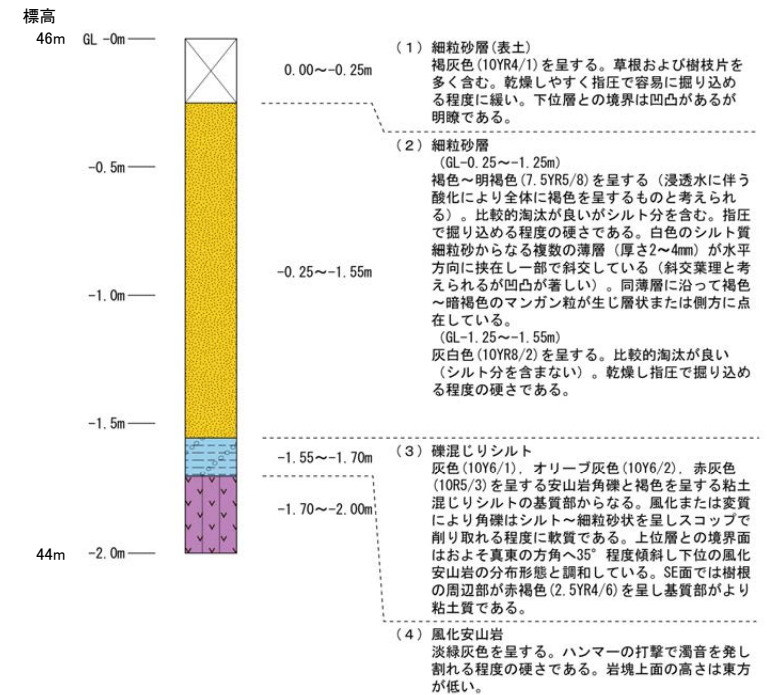 標高
46m GL -0m
-0.5m
-1.0m
-1.5m
44m -2.0m
0.00～-0.25m
-0.25～-1.55m
-1.55～-1.70m
-1.70～-2.00m
(1) 細粒砂層(表土)
褐灰色(10YR4/1)を呈する。草根および樹枝片を
多く含む。乾燥しやすく指圧で容易に掘り込め
る程度に緩い。下位層との境界は凹凸があるが
明瞭である。
(2) 細粒砂層
(GL-0.25～-1.25m)
褐色～明褐色(7.5YR5/8)を呈する（浸透水に伴う
酸化により全体に褐色を呈するものと考えられ
る）。比較的淘汰が良いがシルト分を含む。指圧
で掘り込める程度の硬さである。白色のシルト質
細粒砂からなる複数の薄層（厚さ2～4㎜）が水平
方向に挟在し一部で斜交している（斜交葉理と考
えられるが凹凸が著しい）。同薄層に沿って褐色
～暗褐色のマンガン粒が生じ層状または側方に点
在している。
(GL-1.25～-1.55m)
灰白色(10YR8/2)を呈する。比較的淘汰が良い
（シルト分を含まない）。乾燥し指圧で掘り込め
る程度の硬さである。
(3) 礫混じりシルト
灰色(10Y6/1)，オリーブ灰色(10Y6/2)，赤灰色
(10R5/3)を呈する安山岩角礫と褐色を呈する粘土
混じりシルトの基質部からなる。風化または変質
により角礫はシルト～細粒砂状を呈しスコップで
削り取れる程度に軟質である。上位層との境界面
はおよそ真東の方角へ35°程度傾斜し下位の風化
安山岩の分布形態と調和している。SE面では樹根
の周辺部が赤褐色(2.5YR4/6)を呈し基質部がより
粘土質である。
(4) 風化安山岩
淡緑灰色を呈する。ハンマーの打撃で濁音を発し
割れる程度の硬さである。岩塊上面の高さは東方
が低い。